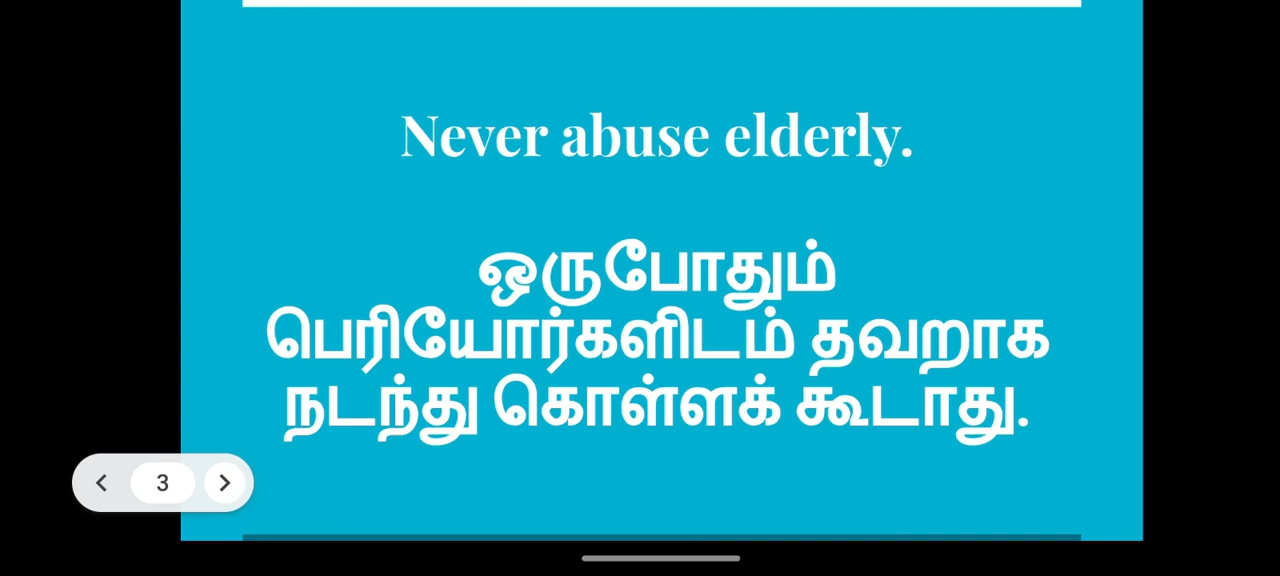 Never abuse elderly.
ஒருபோதும்
பெரியோர்களிடம் தவறாக
நடந்து கொள்ளக் கூடாது.
3